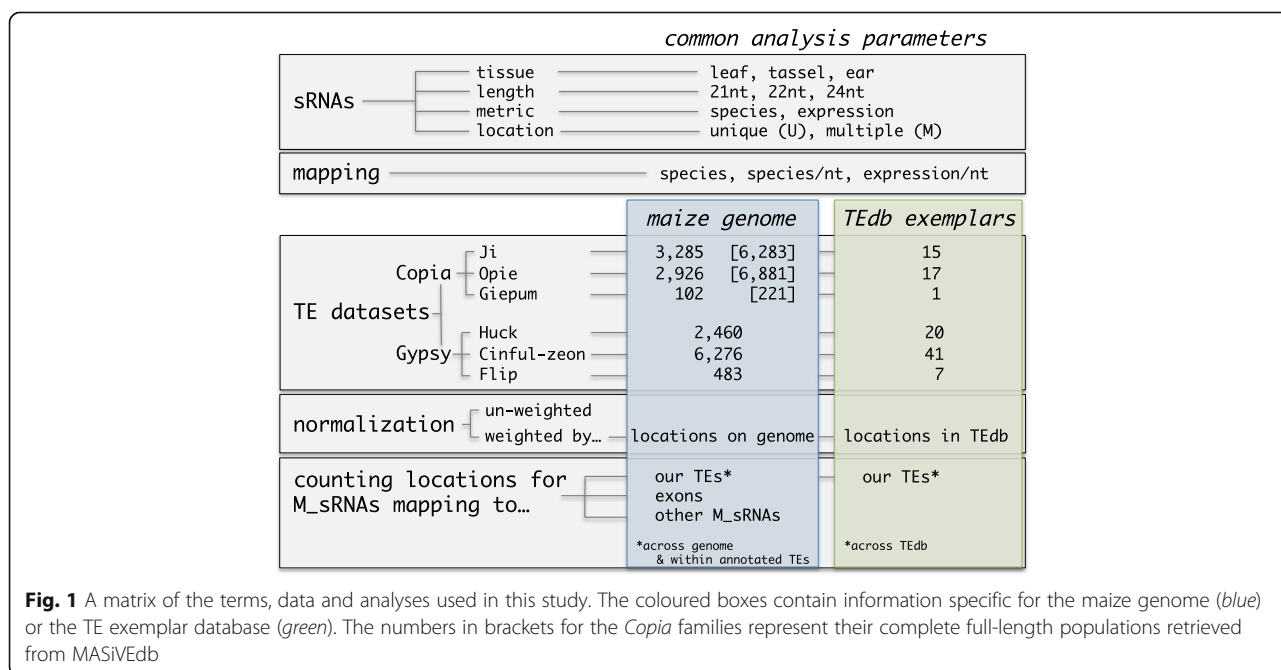 common analysis parameters
sRNAs
tissue leaf, tassel, ear
length 21nt, 22nt, 24nt
metric species, expression
location unique (U), multiple (M)
mapping species, species/nt, expression/nt
maize genome TEdb exemplars
TE datasets
Copia
Ji 3,285 [6,283] 15
Opie 2,926 [6,881] 17
Giepum 102 [221] 1
Gypsy
Huck 2,460 20
Cinful-zeon 6,276 41
Flip 483 7
normalization
un-weighted
weighted by… locations on genome locations in TEdb
counting locations for
M_sRNAs mapping to…
our TEs* our TEs*
exons
other M_sRNAs
*across genome
& within annotated TEs
*across TEdb
Fig. 1 A matrix of the terms, data and analyses used in this study. The coloured boxes contain information specific for the maize genome (blue)
or the TE exemplar database (green). The numbers in brackets for the Copia families represent their complete full-length populations retrieved
from MASiVEdb